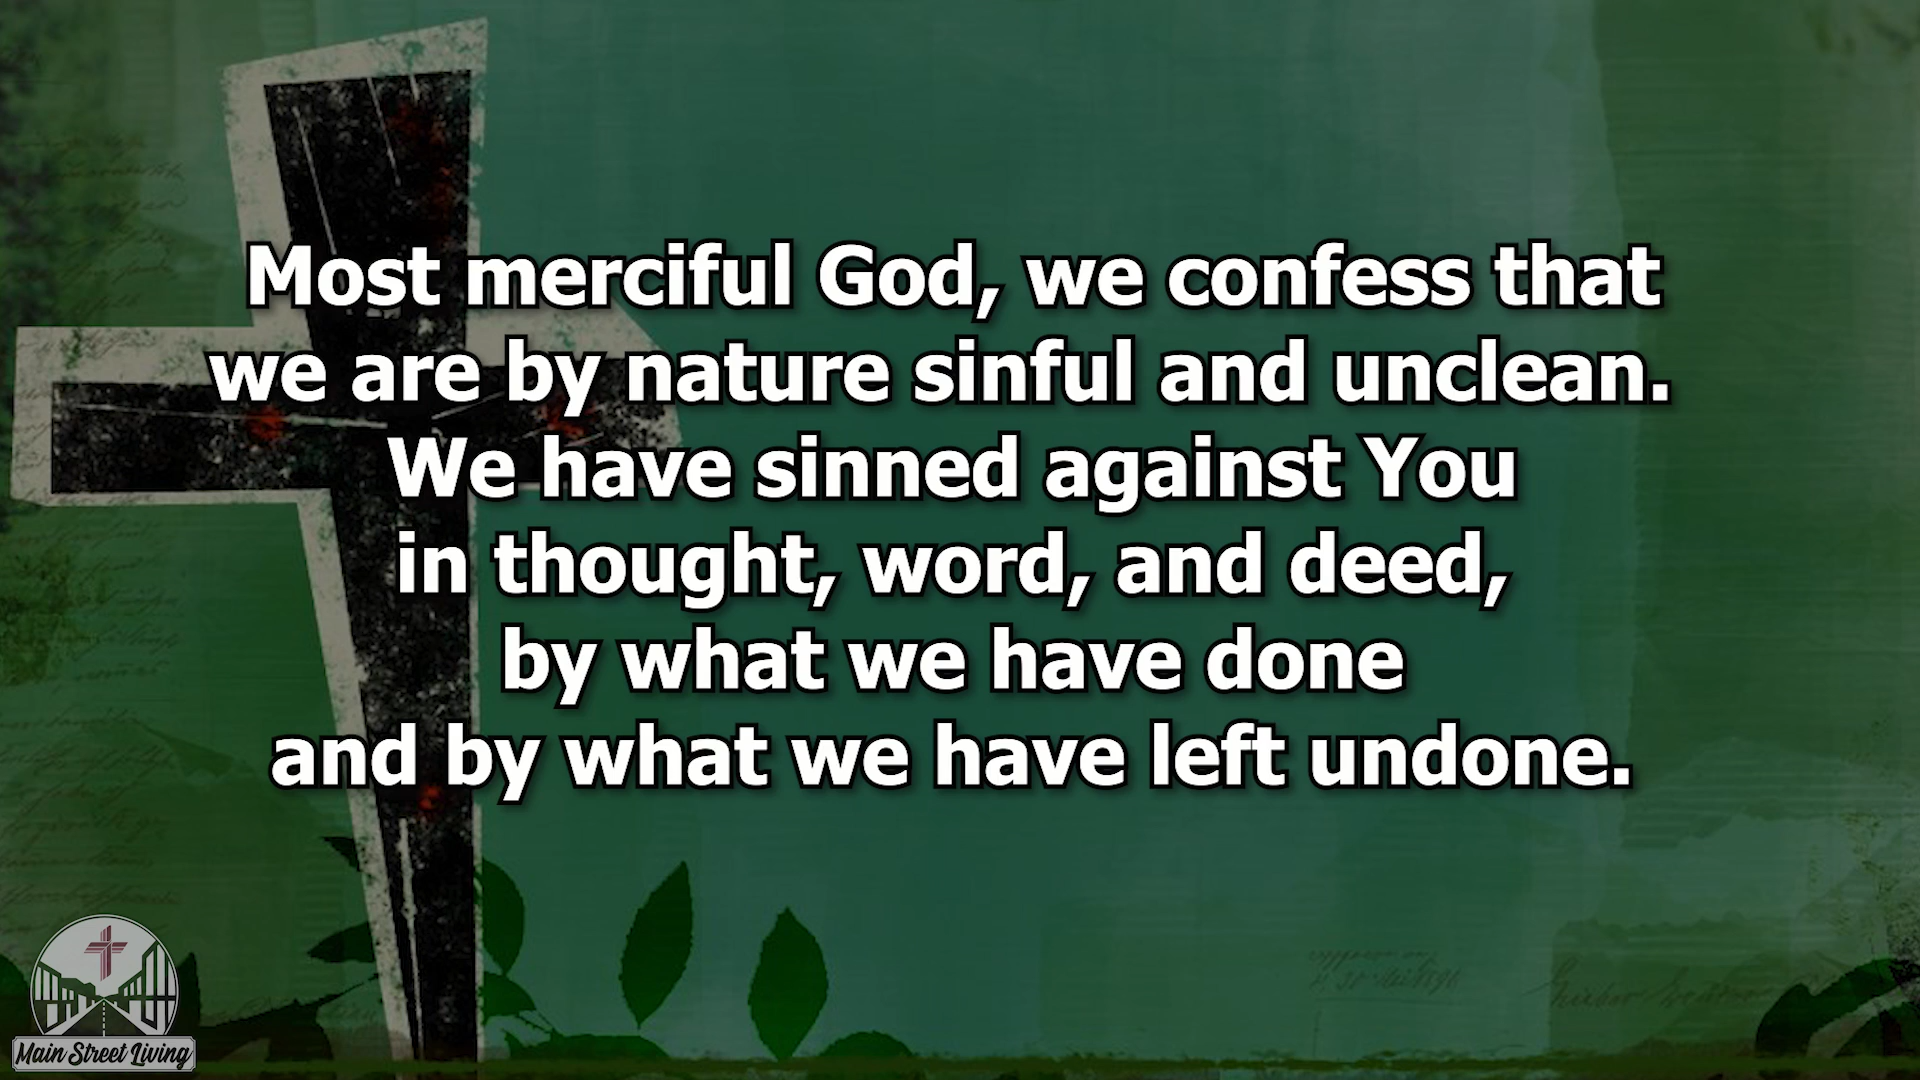 Most merciful God, we confess that
we are by nature sinful and unclean.
We have sinned against You
in thought, word, and deed,
by what we have done
and by what we have left undone.
Main Street Living